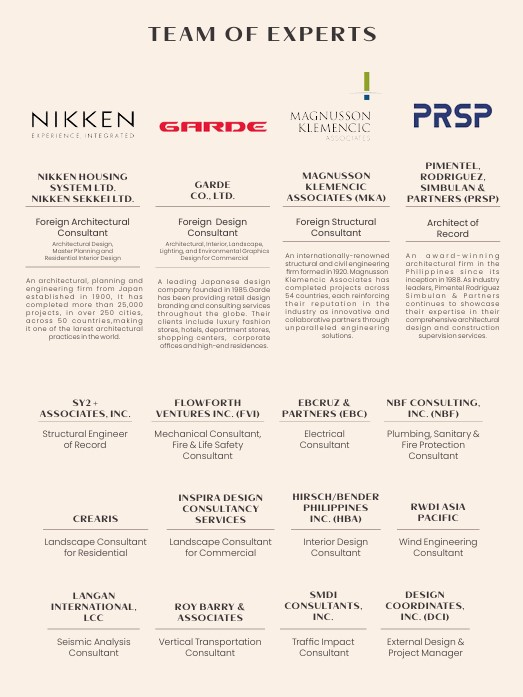 TEAM OF EXPERTS
NIKKEN
EXPERIENCE, INTEGRATED
GARDE
MAGNUSSON
KLEMENCIC
ASSOCIATES
PRSP
NIKKEN HOUSING
SYSTEM LTD.
NIKKEN SEKKEI LTD.
Foreign Architectural
Consultant
Architectural Design,
Master Planning and
Residential Interior Design
An architectural, planning and
engineering firm from Japan
established in 1900, It has
completed more than 25,000
projects, in over 250 cities,
across 50 countries,making
it one of the larest architectural
practices in the world.
GARDE
CO., LTD.
Foreign Design
Consultant
Architectural, Interior, Landscape,
Lighting, and Environmental Graphics
Design for Commercial
A leading Japanese design
company founded in 1985.Garde
has been providing retail design
branding and consulting services
throughout the globe. Their
clients include luxury fashion
stores, hotels, department stores,
shopping centers, corporate
offices and high-end residences.
MAGNUSSON
KLEMENCIC
ASSOCIATES (MKA)
Foreign Structural
Consultant
An internationally-renowned
structural and civil engineering
firm formed in 1920. Magnusson
Klemencic Associates has
completed projects across
54 countries, each reinforcing
their reputation in the
industry as innovative and
collaborative partners through
unparalleled engineering
solutions.
PIMENTEL,
RODRIGUEZ,
SIMBULAN &
PARTNERS (PRSP)
Architect of
Record
An award-winning
architectural firm in the
Philippines since its
inception in 1988. As industry
leaders, Pimentel Rodriguez
Simbulan & Partners
continues to showcase
their expertise in their
comprehensive architectural
design and construction
supervision services.
SY2 +
ASSOCIATES, INC.
Structural Engineer
of Record
FLOWORTH
VENTURES INC. (FVI)
Mechanical Consultant,
Fire & Life Safety
Consultant
EBCRUZ &
PARTNERS (EBC)
Electrical
Consultant
NBF CONSULTING,
INC. (NBF)
Plumbing, Sanitary &
Fire Protection
Consultant
CREARIS
Landscape Consultant
for Residential
INSPIRA DESIGN
CONSULTANCY
SERVICES
Landscape Consultant
for Commercial
HIRSCH/BENDER
PHILIPPINES
INC. (HBA)
Interior Design
Consultant
RWDI ASIA
PACIFIC
Wind Engineering
Consultant
LANGAN
INTERNATIONAL,
LCC
Seismic Analysis
Consultant
ROY BARRY &
ASSOCIATES
Vertical Transportation
Consultant
SMDI
CONSULTANTS,
INC.
Traffic Impact
Consultant
DESIGN
COORDINATES,
INC. (DCI)
External Design &
Project Manager